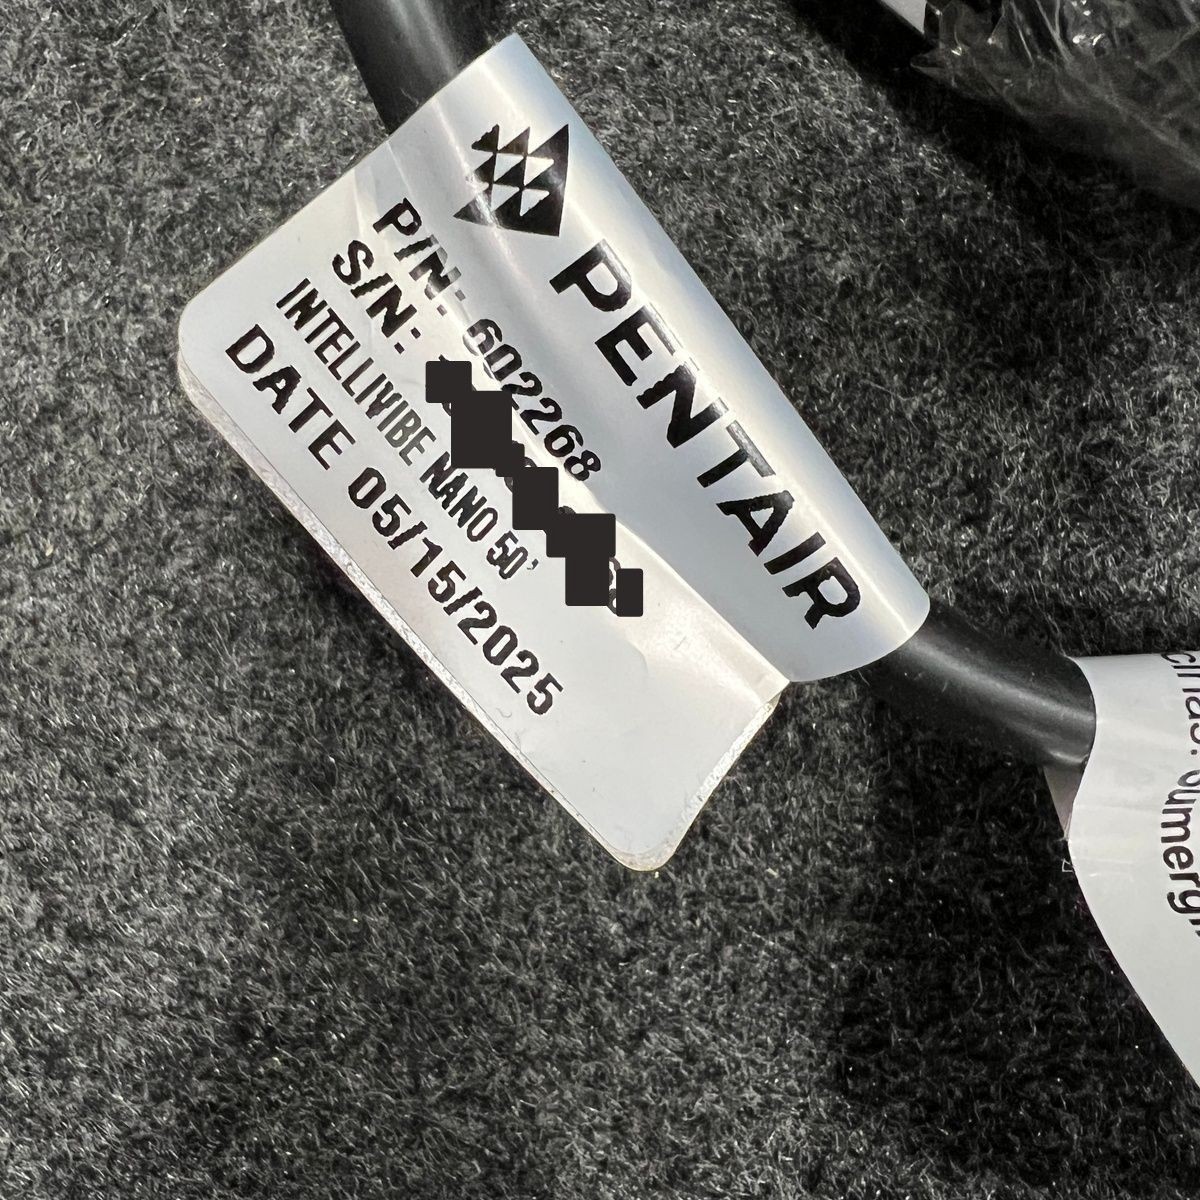 PENTAIR
P/N: 602268
S/N:
INTELLIVIBE NANO 50'
DATE 05/15/2025